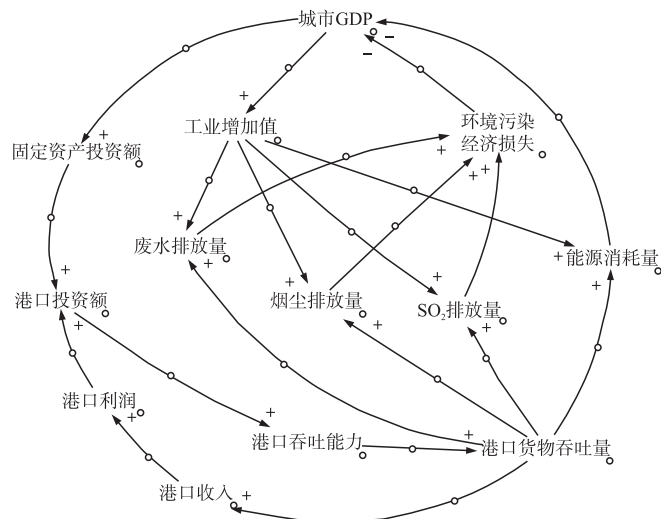 城市GDP
工业增加值
环境污染
经济损失
固定资产投资额
废水排放量
能源消耗量
港口投资额
烟尘排放量
SO₂排放量
港口利润
港口吞吐能力
港口货物吞吐量
港口收入